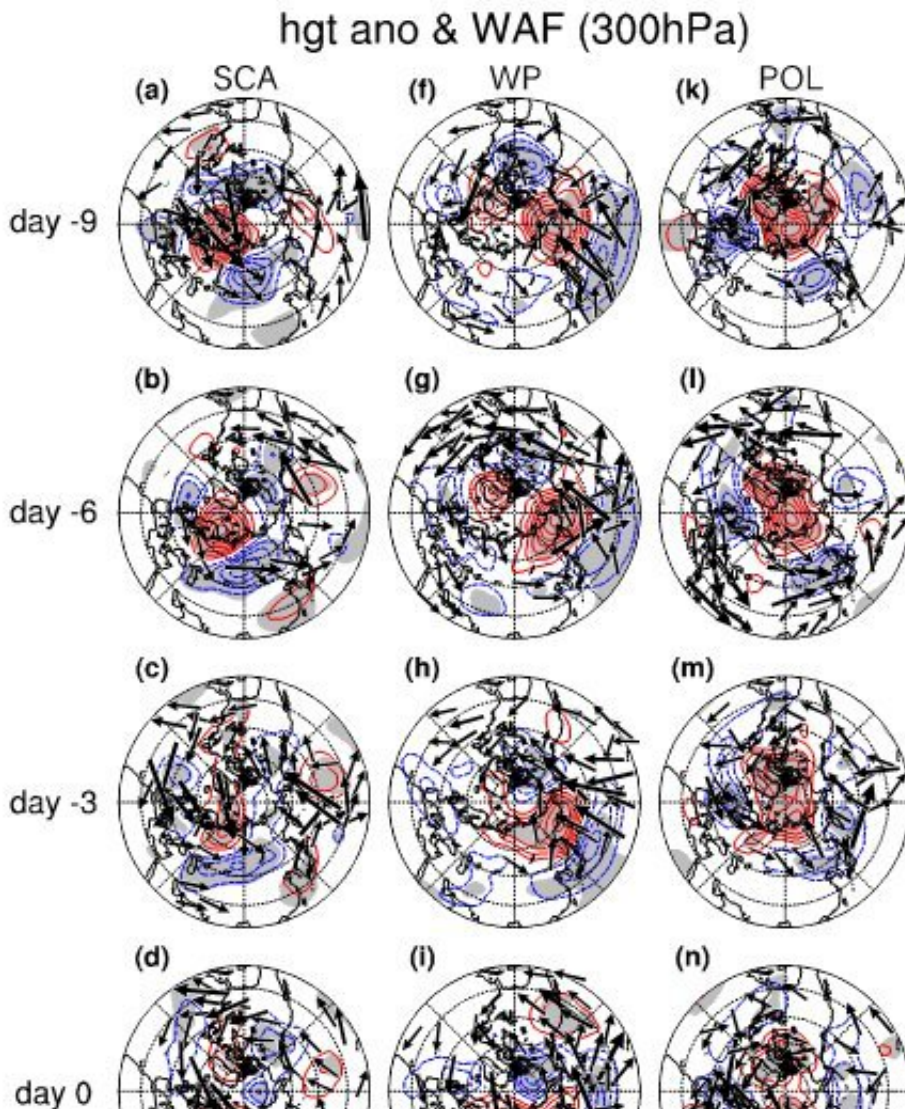 hgt ano & WAF (300hPa)
(a) SCA (f) WP (k) POL
day -9
(b) (g) (l)
day -6
(c) (h) (m)
day -3
(d) (i) (n)
day 0